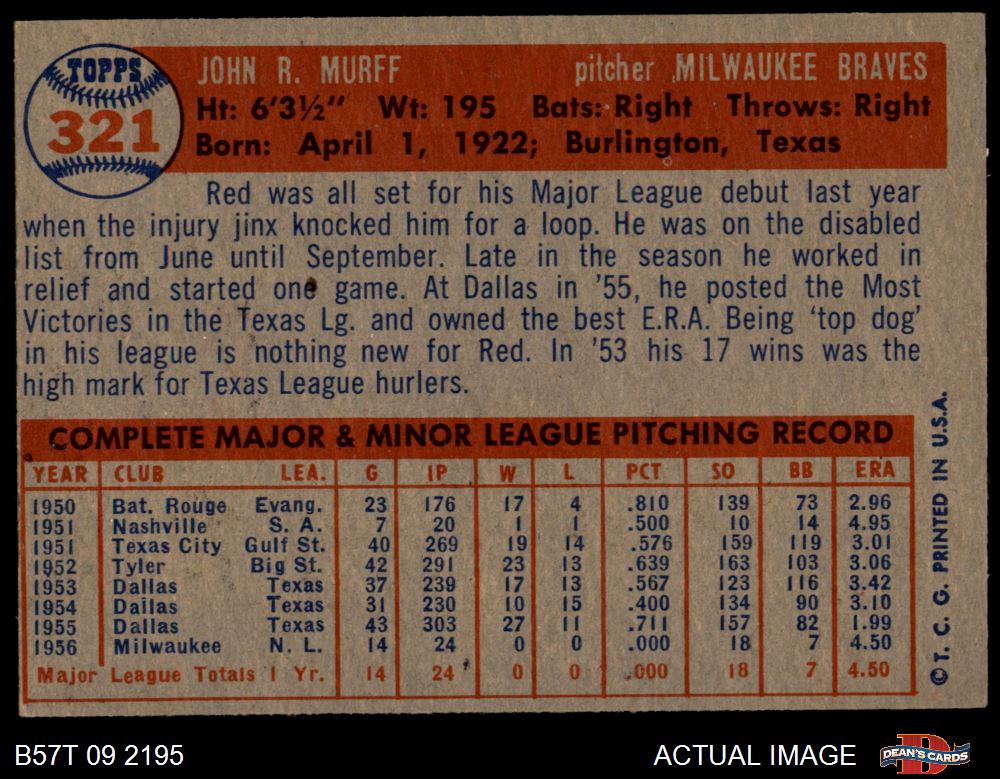 TOPPS
321
JOHN R. MURFF pitcher MILWAUKEE BRAVES
Ht: 6'3½" Wt: 195 Bats: Right Throws: Right
Born: April 1, 1922; Burlington, Texas
Red was all set for his Major League debut last year
when the injury jinx knocked him for a loop. He was on the disabled
list from June until September. Late in the season he worked in
relief and started one game. At Dallas in '55, he posted the Most
Victories in the Texas Lg. and owned the best E.R.A. Being 'top dog'
in his league is nothing new for Red. In '53 his 17 wins was the
high mark for Texas League hurlers.
COMPLETE MAJOR & MINOR LEAGUE PITCHING RECORD
YEAR CLUB LEA. G IP W L PCT SO BB ERA
1950 Bat. Rouge Evang. 23 176 17 4 .810 139 73 2.96
1951 Nashville S. A. 7 20 1 1 .500 10 14 4.95
1951 Texas City Gulf St. 40 269 19 14 .576 159 119 3.01
1952 Tyler Big St. 42 291 23 13 .639 163 103 3.06
1953 Dallas Texas 37 239 17 13 .567 123 116 3.42
1954 Dallas Texas 31 230 10 15 .400 134 90 3.10
1955 Dallas Texas 43 303 27 11 .711 157 82 1.99
1956 Milwaukee N. L. 14 24 0 0 .000 18 7 4.50
Major League Totals 1 Yr. 14 24 0 0 .000 18 7 4.50
© T. C. G. PRINTED IN U.S.A.
B57T 09 2195 ACTUAL IMAGE DEAN'S CARDS